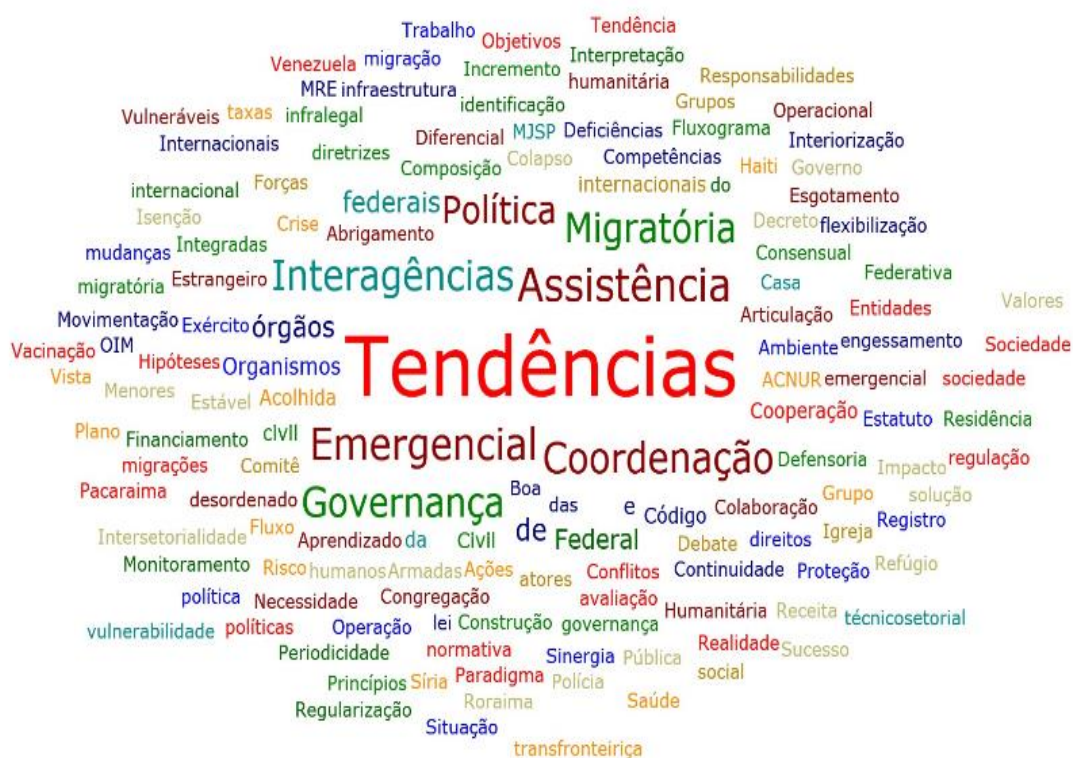 Trabalho Objetivos Tendência
Venezuela migração Incremento Interpretação
MRE infraestrutura humanitária Responsabilidades
Vulneráveis taxas infralegal identificação Grupos Operacional
Internacionais Diferencial MJSP Deficiências Fluxograma Interiorização
diretrizes Composição Colapso Competências Haiti Governo
internacional Forças federais Política internacionais do Esgotamento
Isenção Crise Abrigamento Migratória Decreto flexibilização
mudanças Integradas Consensual
migratória Estrangeiro Interagências Assistência Casa Federativa
Articulação Entidades Valores
Movimentação Exército órgãos
Vacinação OIM Hipóteses Organismos Tendências Ambiente engessamento Sociedade
Vista Menores Estável Acolhida ACNUR emergencial sociedade
Cooperação Estatuto Residência
Plano Financiamento civil Emergencial Coordenação Defensoria Impacto regulação
migrações Comitê
Pacaraima desordenado Governança Boa das e Código Colaboração Grupo solução
Intersetorialidade Fluxo Aprendizado da Civil de Federal Debate direitos Igreja Registro
Monitoramento Risco humanos Armadas Ações atores Conflitos Continuidade Proteção Refúgio
política Necessidade Congregação avaliação Humanitária Receita técnicosetorial
vulnerabilidade políticas Operação lei Construção governança
Periodicidade normativa Sinergia Pública Realidade Sucesso
Princípios Síria Paradigma Polícia social
Regularização Roraima Saúde
Situação
transfronteiriça